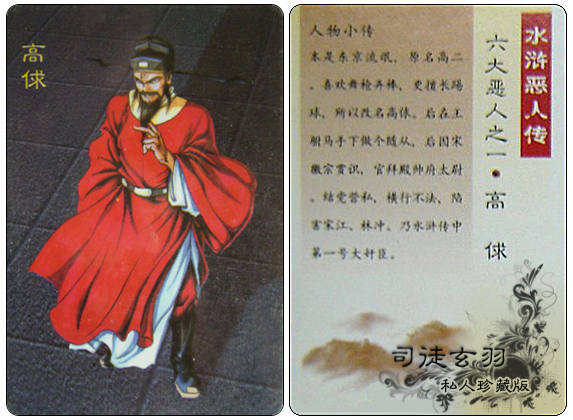 高
俅
人物小传
本是东京流氓，原名高二
，喜欢舞枪弄棒，更擅长踢
球，所以改名高俅。后在王
驸马手下做个随从，后因宋
徽宗赏识，官拜殿帅府太尉
。结党营私，横行不法，陷
害宋江、林冲。乃水浒传中
第一号大奸臣。
水浒恶人传
六大恶人之一·高俅
司徒玄羽
私人珍藏版